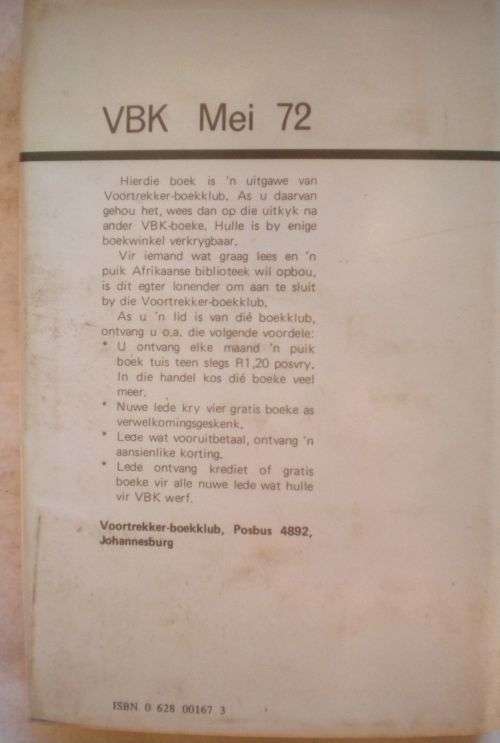 VBK Mei 72
Hierdie boek is 'n uitgawe van
Voortrekker-boekklub. As u daarvan
gehou het, wees dan op die uitkyk na
ander VBK-boeke. Hulle is by enige
boekwinkel verkrygbaar.
Vir iemand wat graag lees en 'n
puik Afrikaanse biblioteek wil opbou,
is dit egter lonender om aan te sluit
by die Voortrekker-boekklub.
As u 'n lid is van dié boekklub,
ontvang u o.a. die volgende voordele:
* U ontvang elke maand 'n puik
boek tuis teen slegs R1,20 posvry.
In die handel kos dié boeke veel
meer.
* Nuwe lede kry vier gratis boeke as
verwelkomingsgeskenk.
* Lede wat vooruitbetaal, ontvang 'n
aansienlike korting.
* Lede ontvang krediet of gratis
boeke vir alle nuwe lede wat hulle
vir VBK werf.
Voortrekker-boekklub, Posbus 4892,
Johannesburg
ISBN 0 628 00167 3